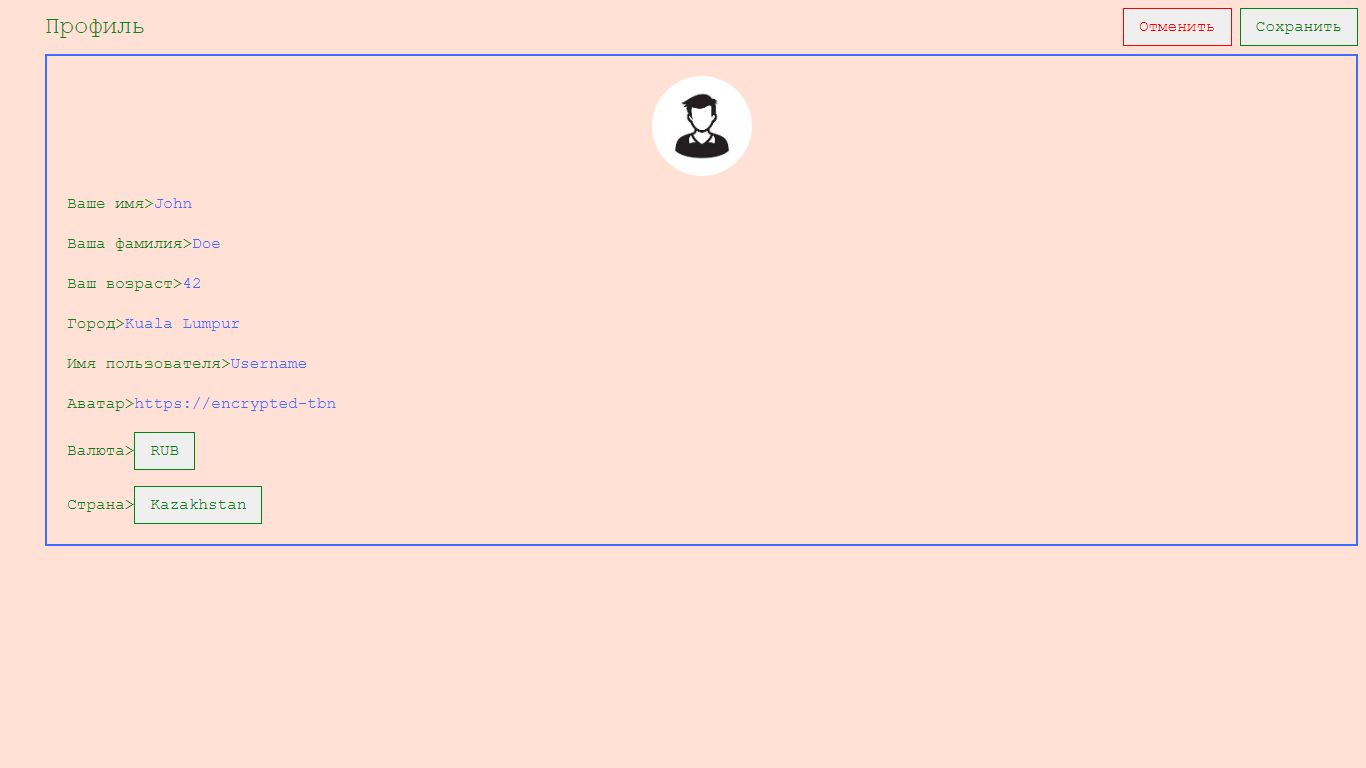 Профиль
Отменить
Сохранить
Ваше имя>John
Ваша фамилия>Doe
Ваш возраст>42
Город>Kuala Lumpur
Имя пользователя>Username
Аватар>https://encrypted-tbn
Валюта>RUB
Страна>Kazakhstan